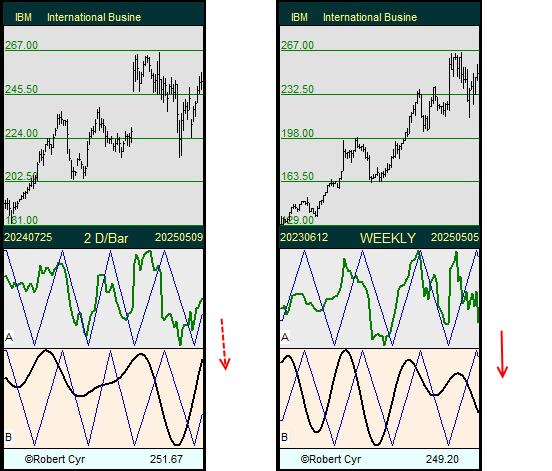 IBM International Busine
267.00
245.50
224.00
202.50
181.00
20240725 2 D/Bar 20250509
A
B
©Robert Cyr 251.67
IBM International Busine
267.00
232.50
198.00
163.50
129.00
20230612 WEEKLY 20250505
A
B
©Robert Cyr 249.20